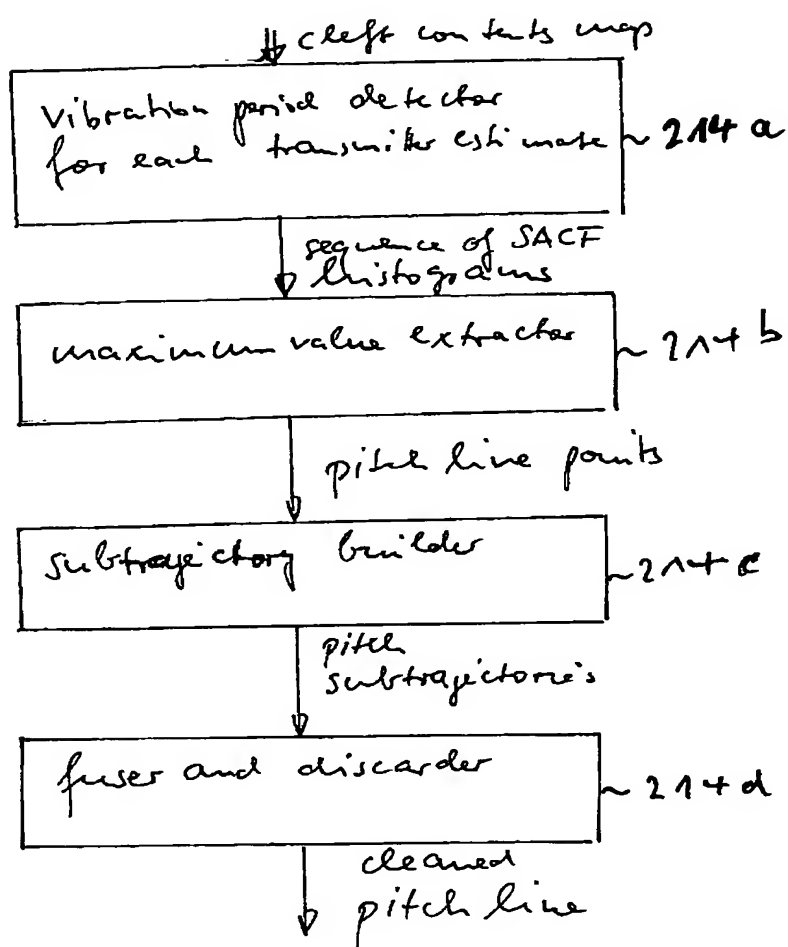 cleft contents map
vibration period detector
for each transmitter estimate ~ 214 a
sequence of SACF
histograms
maximum value extractor ~ 214 b
pitch line points
subtrajectory builder ~ 214 c
pitch
subtrajectories
fuser and discarder ~ 214 d
cleaned
pitch line